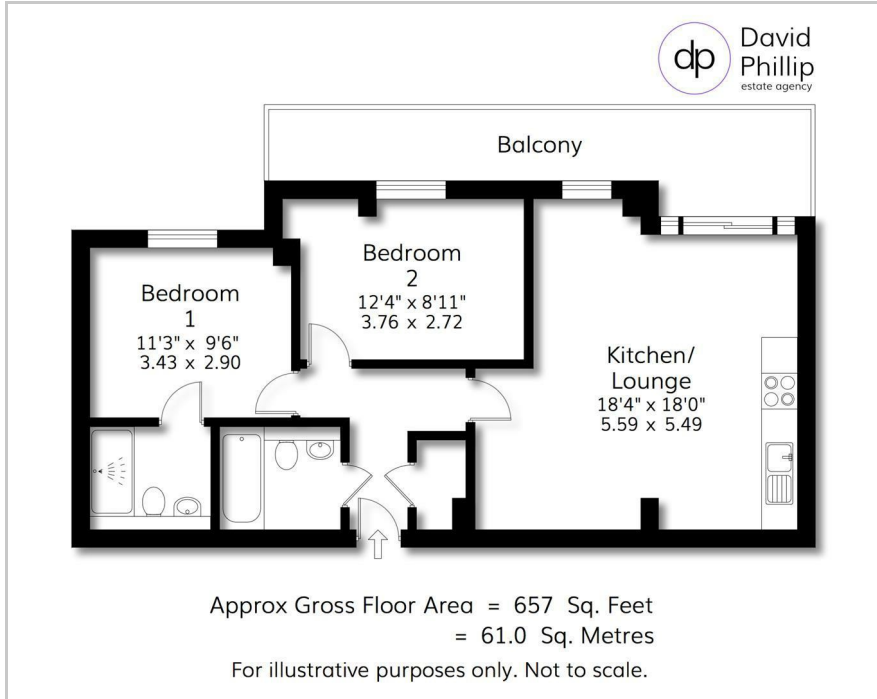 dp
David
Phillip
estate agency
Balcony
Bedroom
1
11'3" x 9'6"
3.43 x 2.90
Bedroom
2
12'4" x 8'11"
3.76 x 2.72
Kitchen/
Lounge
18'4" x 18'0"
5.59 x 5.49
Approx Gross Floor Area = 657 Sq. Feet
= 61.0 Sq. Metres
For illustrative purposes only. Not to scale.